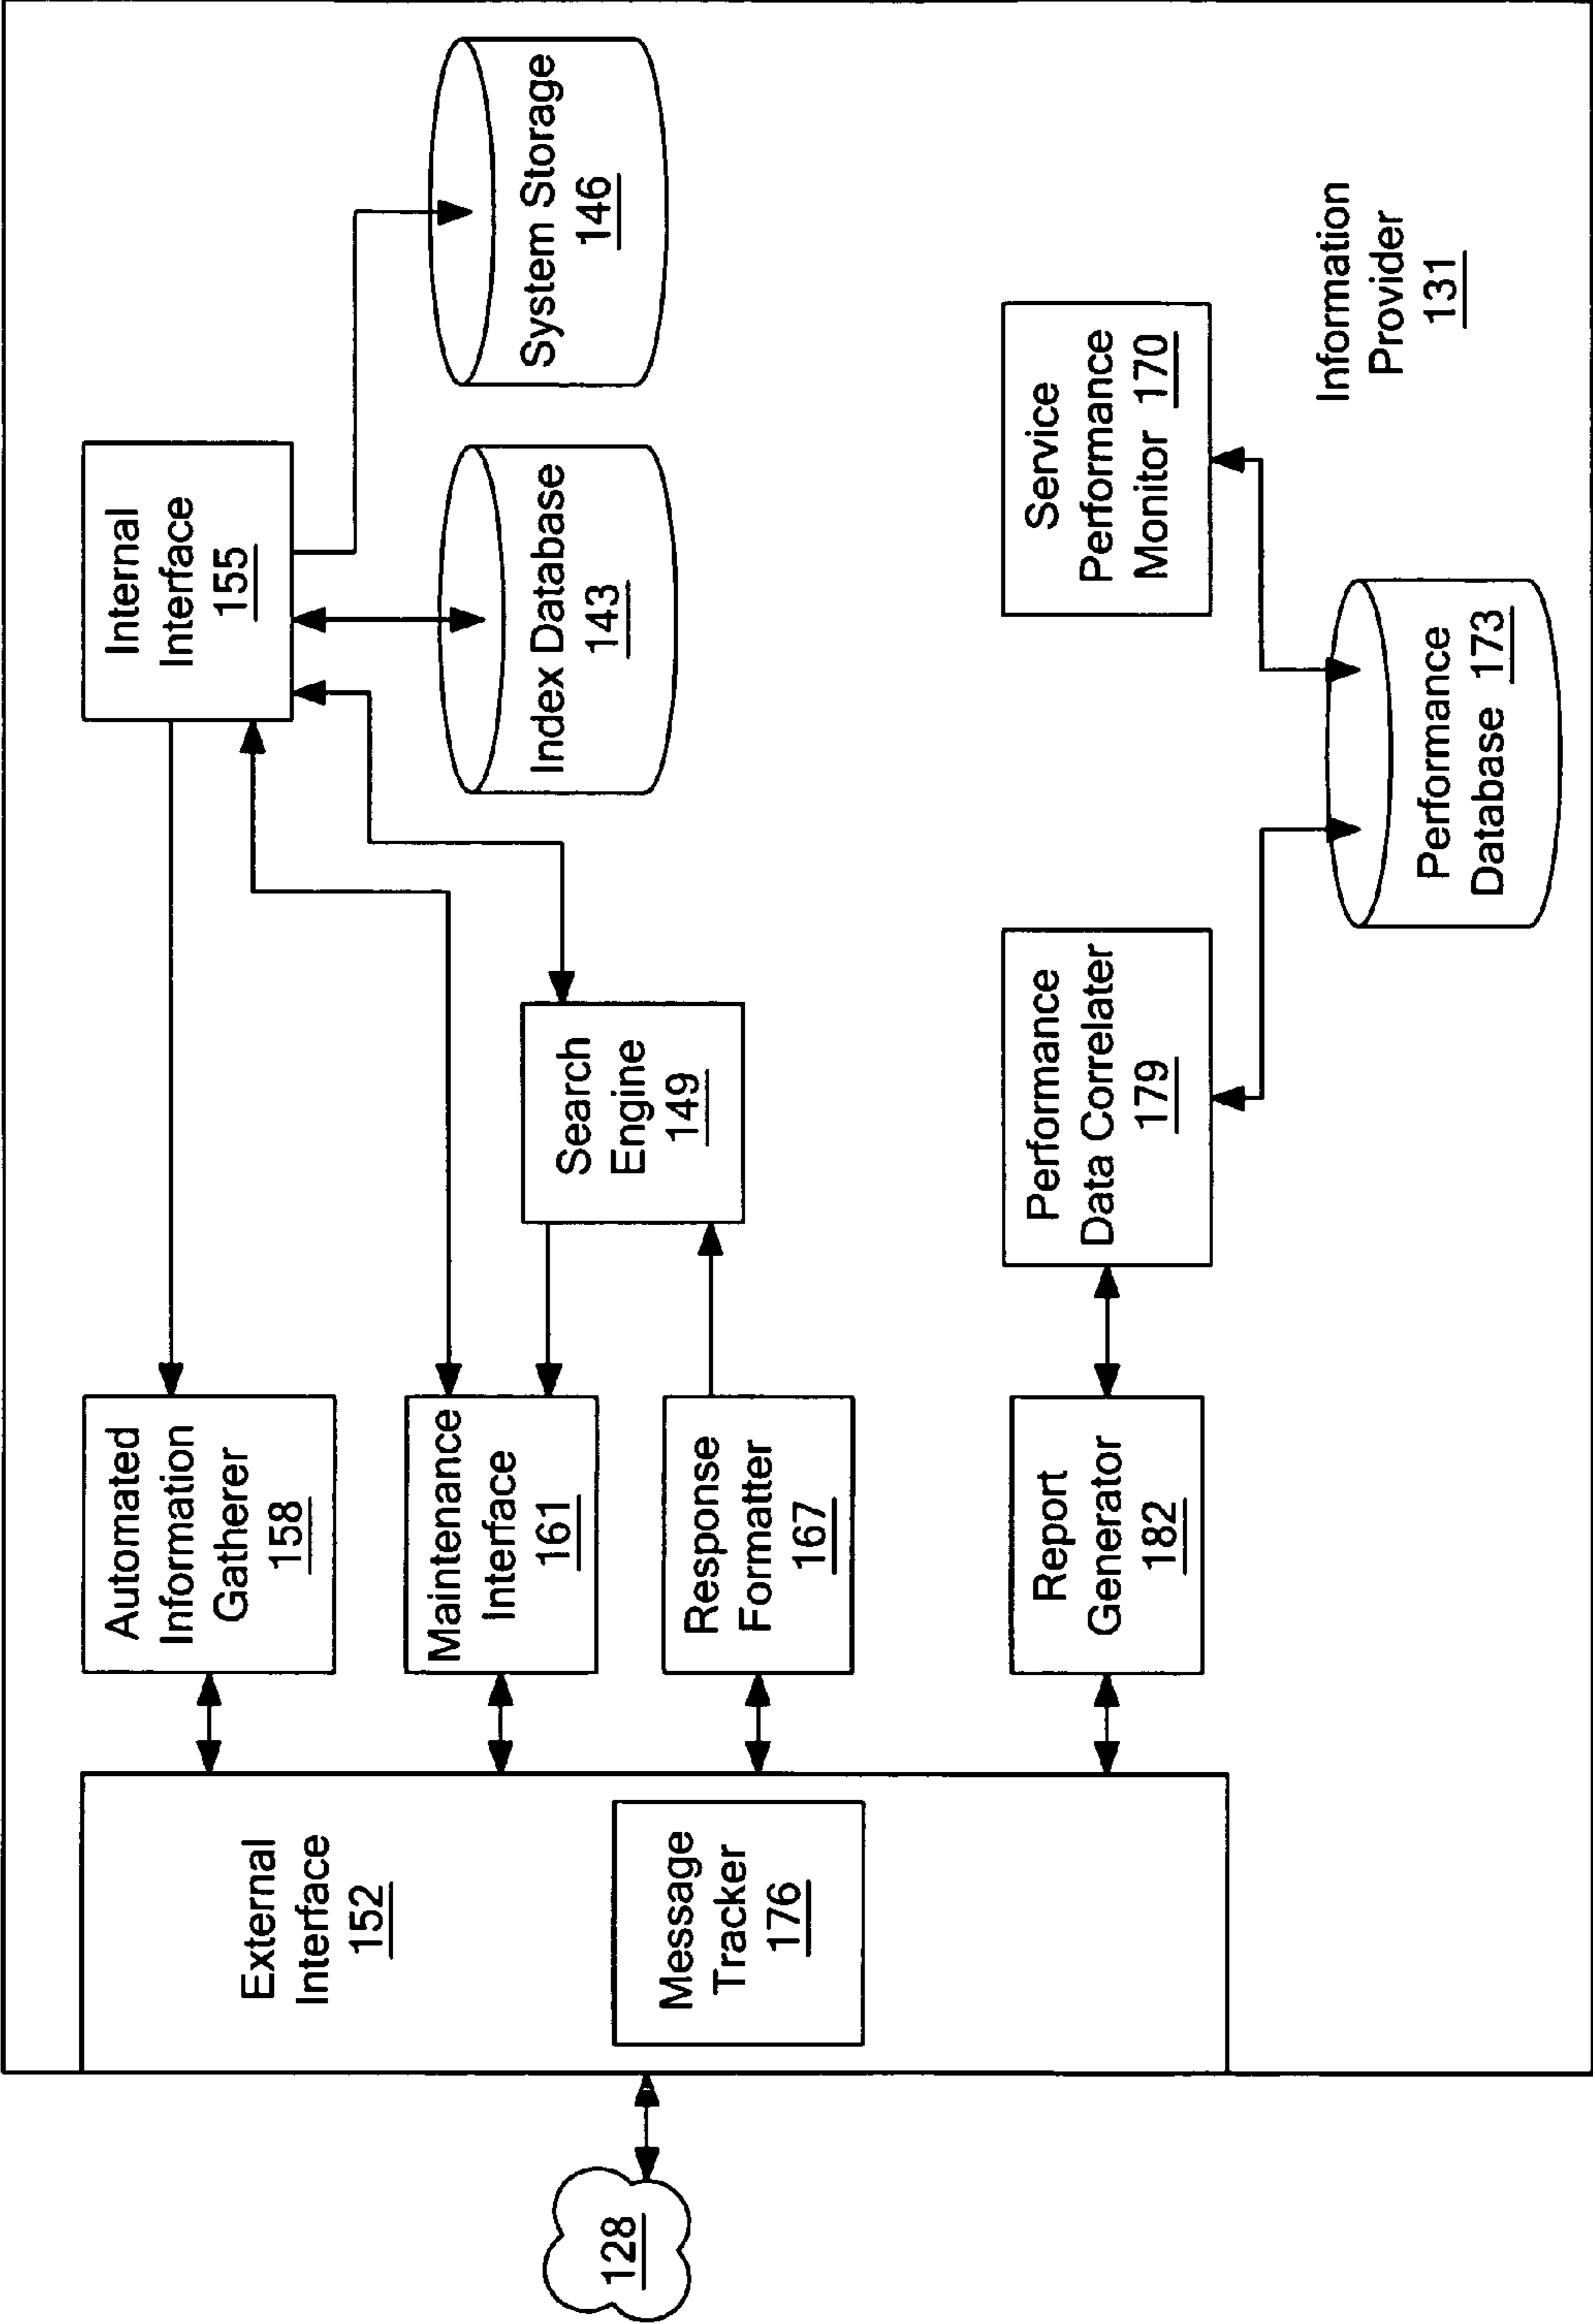 128
External
Interface
152
Message
Tracker
176
Automated
Information
Gatherer
158
Maintenance
Interface
161
Response
Formatter
167
Report
Generator
182
Search
Engine
149
Performance
Data Correlater
179
Internal
Interface
155
Index Database
143
System Storage
146
Service
Performance
Monitor 170
Performance
Database 173
Information
Provider
131